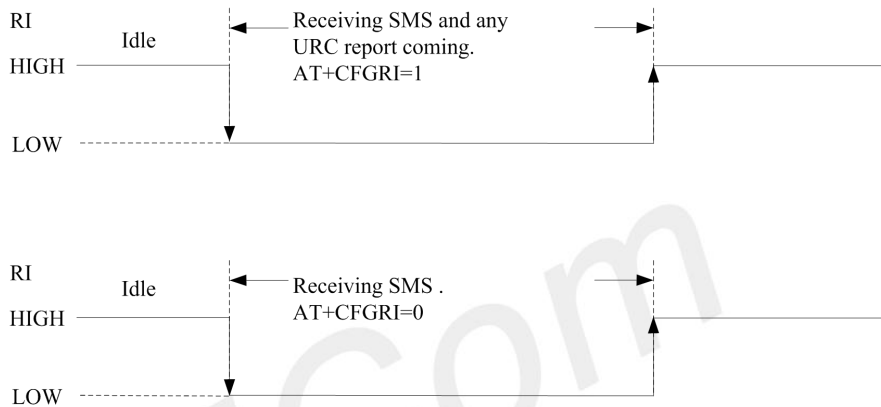 RI
Idle
Receiving SMS and any
URC report coming.
AT+CFGRI=1
HIGH
LOW
RI
Idle
Receiving SMS .
AT+CFGRI=0
HIGH
LOW
Com